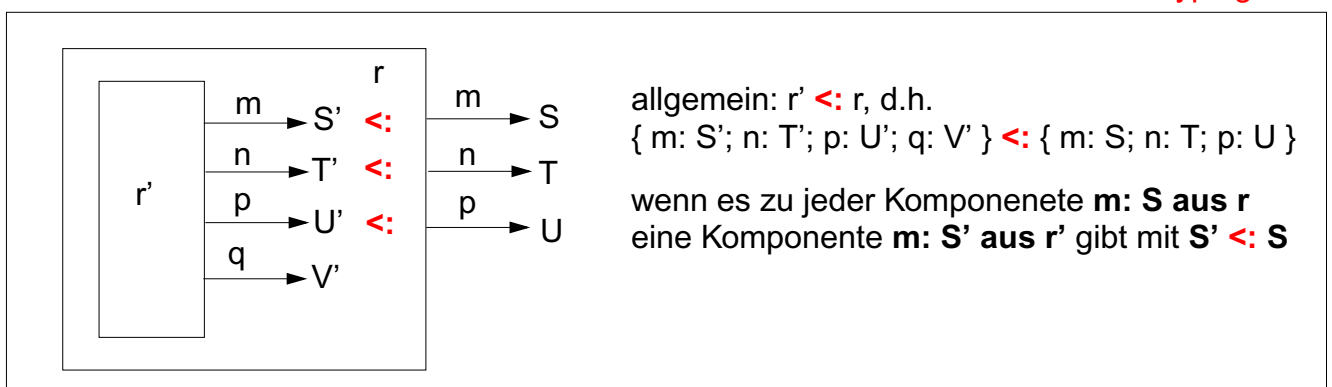 r
m S' <: m S
n T' <: n T
r'
p U' <: p U
q V'
allgemein: r' <: r, d.h.
{ m: S'; n: T'; p: U'; q: V' } <: { m: S; n: T; p: U }
wenn es zu jeder Komponenete m: S aus r
eine Komponente m: S' aus r' gibt mit S' <: S